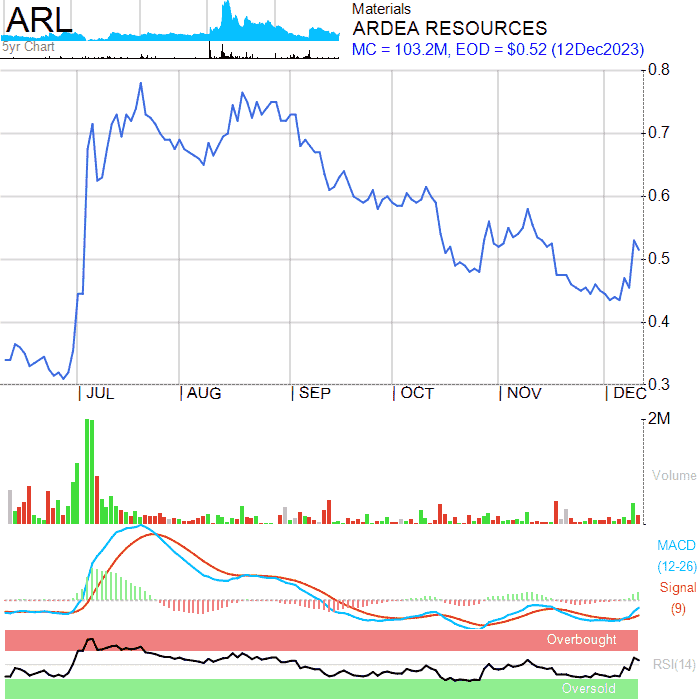 ARL
5yr Chart
Materials
ARDEA RESOURCES
MC = 103.2M, EOD = $0.52 (12Dec2023)
0.8
0.7
0.6
0.5
0.4
0.3
| JUL | AUG | SEP | OCT | NOV | DEC
2M
Volume
MACD
(12-26)
Signal
(9)
Overbought
RSI(14)
Oversold